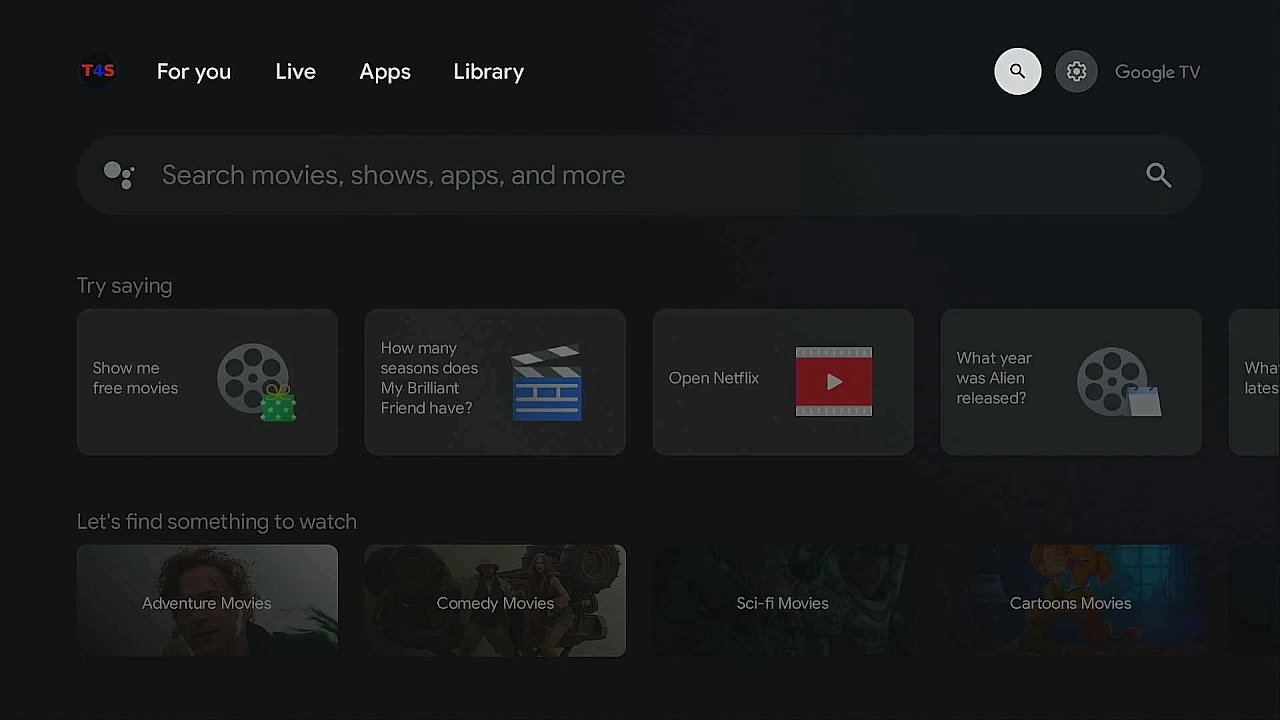 T4S
For you
Live
Apps
Library
Google TV
Search movies, shows, apps, and more
Try saying
Show me
free movies
How many
seasons does
My Brilliant
Friend have?
Open Netflix
What year
was Alien
released?
Let's find something to watch
Adventure Movies
Comedy Movies
Sci-fi Movies
Cartoons Movies